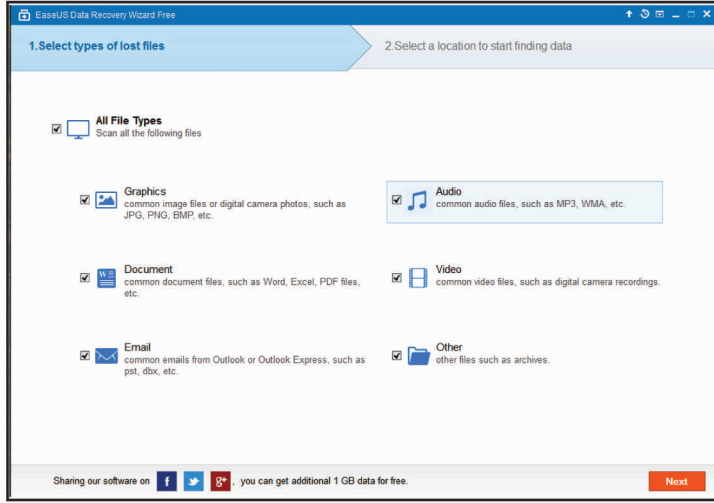 EaseUS Data Recovery Wizard Free
1.Select types of lost files
2.Select a location to start finding data
All File Types
Scan all the following files
Graphics
common image files or digital camera photos, such as
JPG, PNG, BMP, etc.
Audio
common audio files, such as MP3, WMA, etc.
Document
common document files, such as Word, Excel, PDF files,
etc.
Video
common video files, such as digital camera recordings.
Email
common emails from Outlook or Outlook Express, such as
pst, dbx, etc.
Other
other files such as archives.
Sharing our software on f g+ , you can get additional 1 GB data for free.
Next